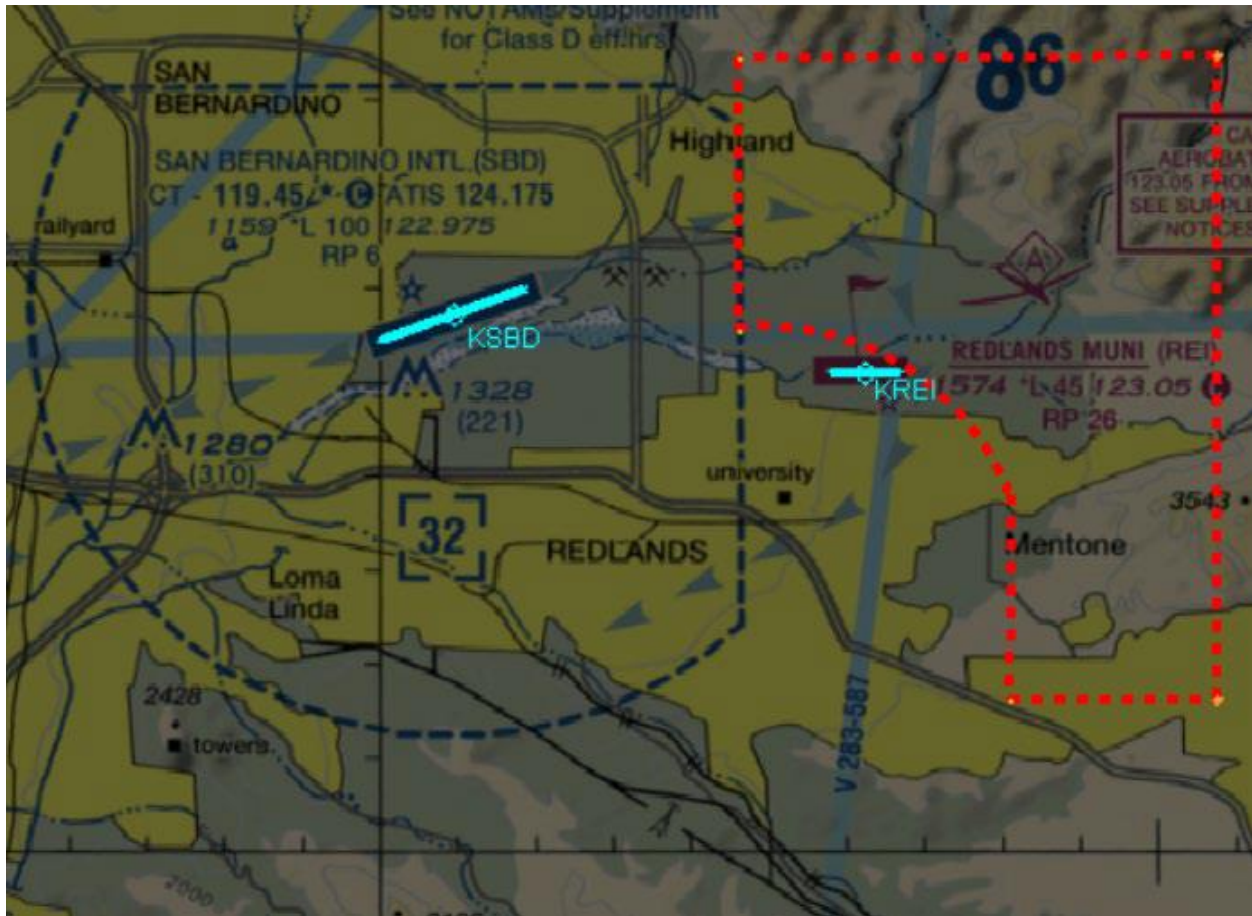 See NOTAMs/Supplement
for Class D eff hrs
SAN
BERNARDINO
86
Highland
SAN BERNARDINO INTL (SBD)
CT - 119.45 * C ATIS 124.175
1159 *L 100 122.975
RP 6
railyard
CA
AEROBA
123.05 FROM
SEE SUPPLE
NOTICES
A
KSBD
REDLANDS MUNI (REI)
KREI
1574 *L 45 123.05 C
RP 26
1328
(221)
1280
(310)
university
3543
32
REDLANDS
Mentone
Loma
Linda
2428
towers
V 283-587